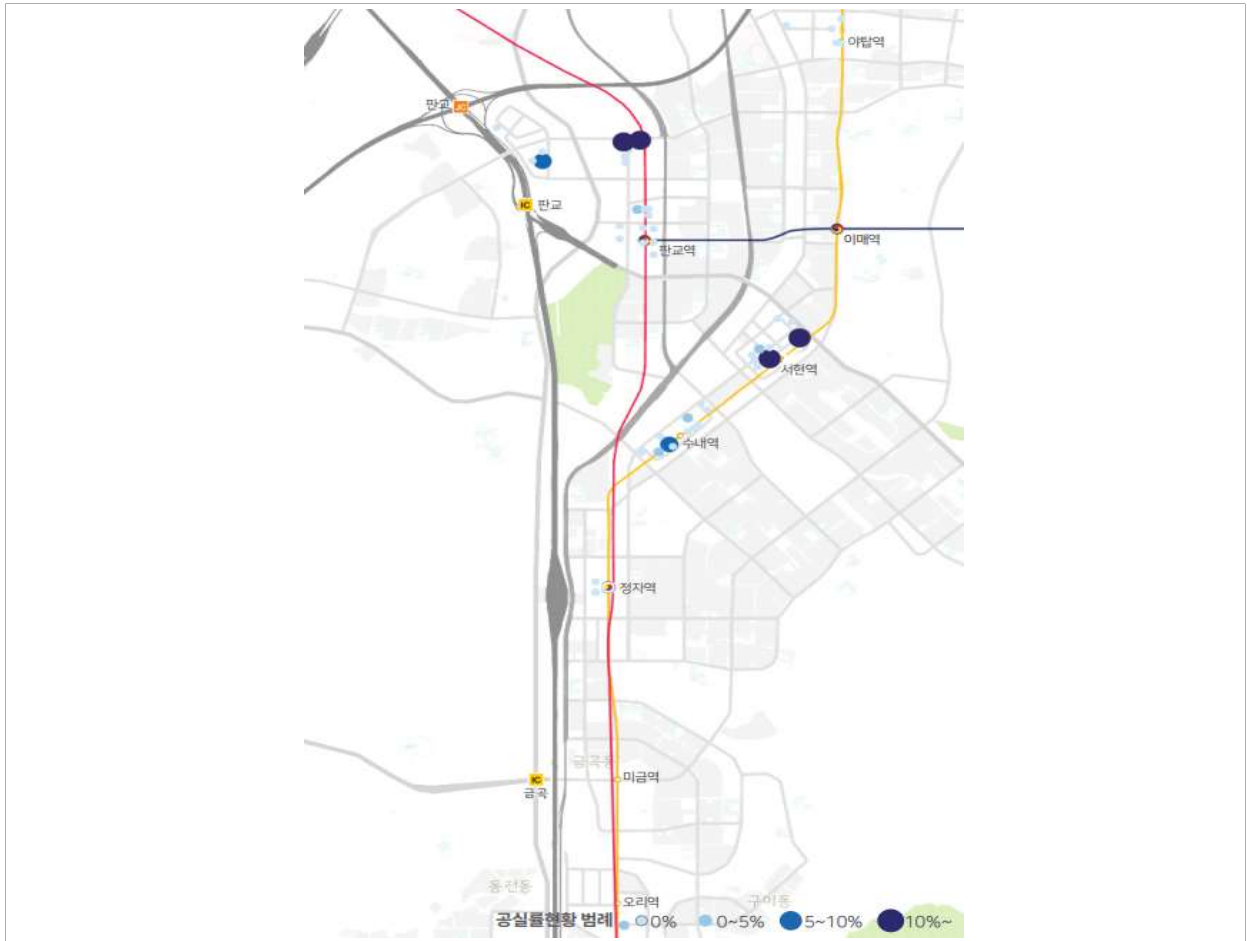 야탑역
판교 JC
IC 판교
판교역
이매역
서현역
수내역
정자역
금곡동
IC
미금역
금곡
동천동
오리역
구미동
공실률현황 범례 0% 0~5% 5~10% 10%~